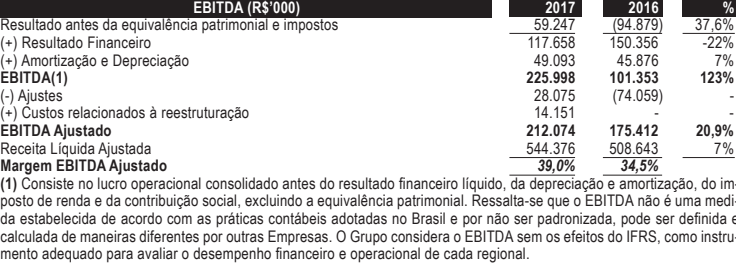 EBITDA (R$'000) 2017 2016 %
Resultado antes da equivalência patrimonial e impostos 59.247 (94.879) 37,6%
(+) Resultado Financeiro 117.658 150.356 -22%
(+) Amortização e Depreciação 49.093 45.876 7%
EBITDA(1) 225.998 101.353 123%
(-) Ajustes 28.075 (74.059) -
(+) Custos relacionados à reestruturação 14.151 - -
EBITDA Ajustado 212.074 175.412 20,9%
Receita Líquida Ajustada 544.376 508.643 7%
Margem EBITDA Ajustado 39,0% 34,5%
(1) Consiste no lucro operacional consolidado antes do resultado financeiro líquido, da depreciação e amortização, do im-
posto de renda e da contribuição social, excluindo a equivalência patrimonial. Ressalta-se que o EBITDA não é uma medi-
da estabelecida de acordo com as práticas contábeis adotadas no Brasil e por não ser padronizada, pode ser definida e
calculada de maneiras diferentes por outras Empresas. O Grupo considera o EBITDA sem os efeitos do IFRS, como instru-
mento adequado para avaliar o desempenho financeiro e operacional de cada regional.